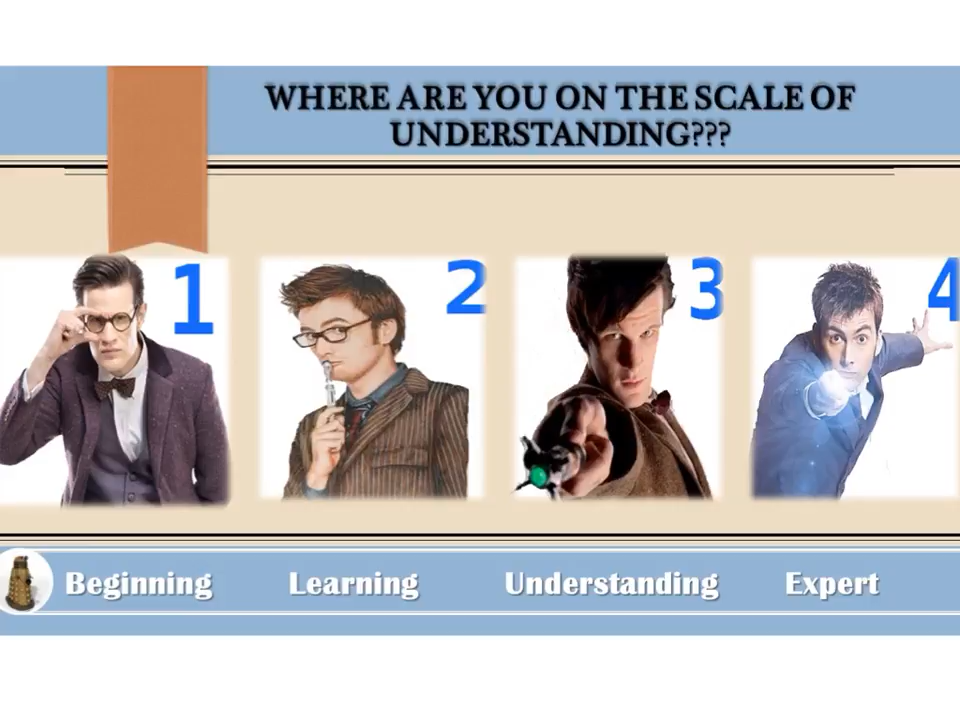 WHERE ARE YOU ON THE SCALE OF
UNDERSTANDING???
1 2 3 4
Beginning Learning Understanding Expert